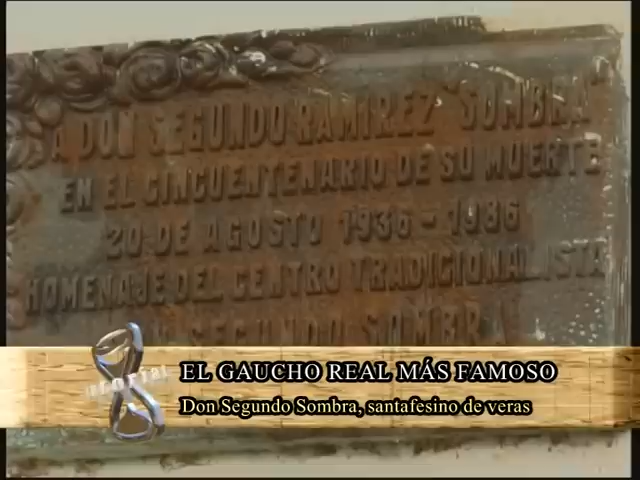 A DON SEGUNDO RAMIREZ "SOMBRA"
EN EL CINCUENTENARIO DE SU MUERTE
20 DE AGOSTO 1936 - 1986
HOMENAJE DEL CENTRO TRADICIONALISTA
SEGUNDO SOMBRA
EL GAUCHO REAL MÁS FAMOSO
Don Segundo Sombra, santafesino de veras